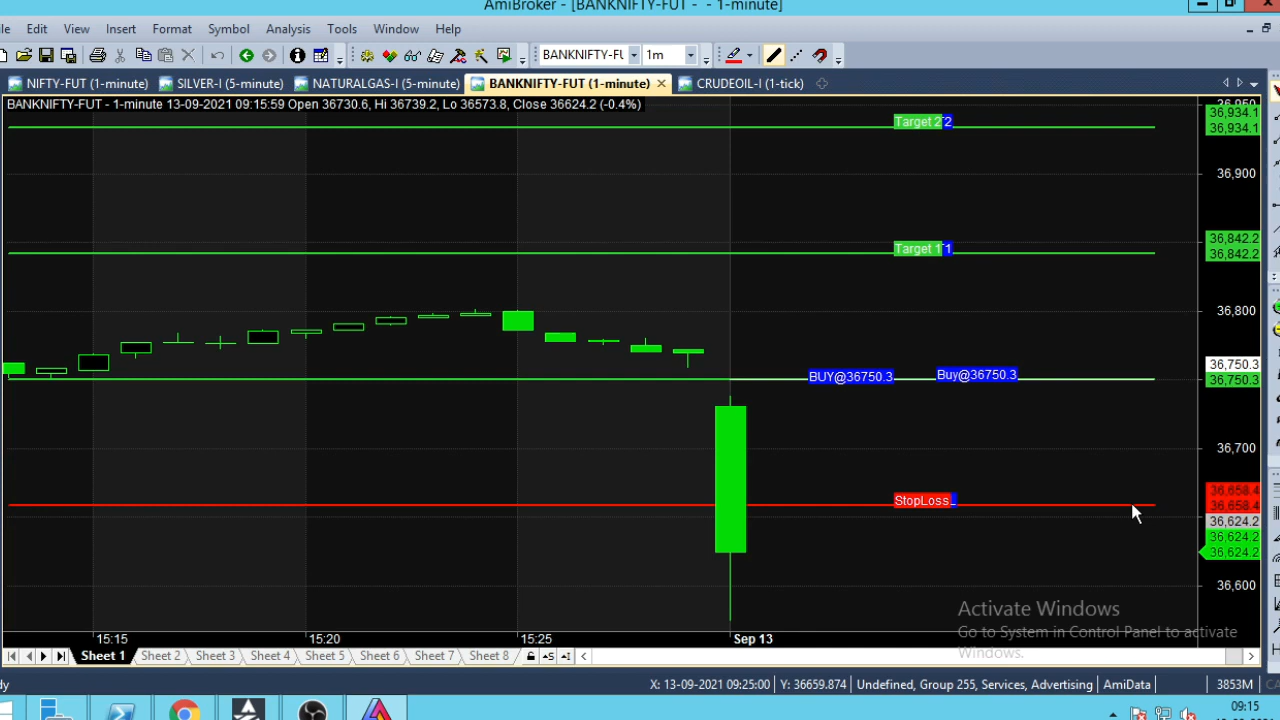 AmiBroker - [BANKNIFTY-FUT - - 1-minute]
Edit View Insert Format Symbol Analysis Tools Window Help
BANKNIFTY-FU 1m
NIFTY-FUT (1-minute) SILVER-I (5-minute) NATURALGAS-I (5-minute) BANKNIFTY-FUT (1-minute) CRUDEOIL-I (1-tick)
BANKNIFTY-FUT - 1-minute 13-09-2021 09:15:59 Open 36730.6, Hi 36739.2, Lo 36573.8, Close 36624.2 (-0.4%)
36,950
36,934.1
Target 2 2 36,934.1
36,900
36,842.2
Target 1 1 36,842.2
36,800
36,750.3
BUY@36750.3 Buy@36750.3 36,750.3
36,700
36,658.4
StopLoss 36,658.4
36,624.2
36,624.2
36,624.2
36,600
Activate Windows
Go to System in Control Panel to activate
Windows.
15:15 15:20 15:25 Sep 13
Sheet 1 Sheet 2 Sheet 3 Sheet 4 Sheet 5 Sheet 6 Sheet 7 Sheet 8
X: 13-09-2021 09:25:00 Y: 36659.874 Undefined, Group 255, Services, Advertising AmiData 3853M
09:15